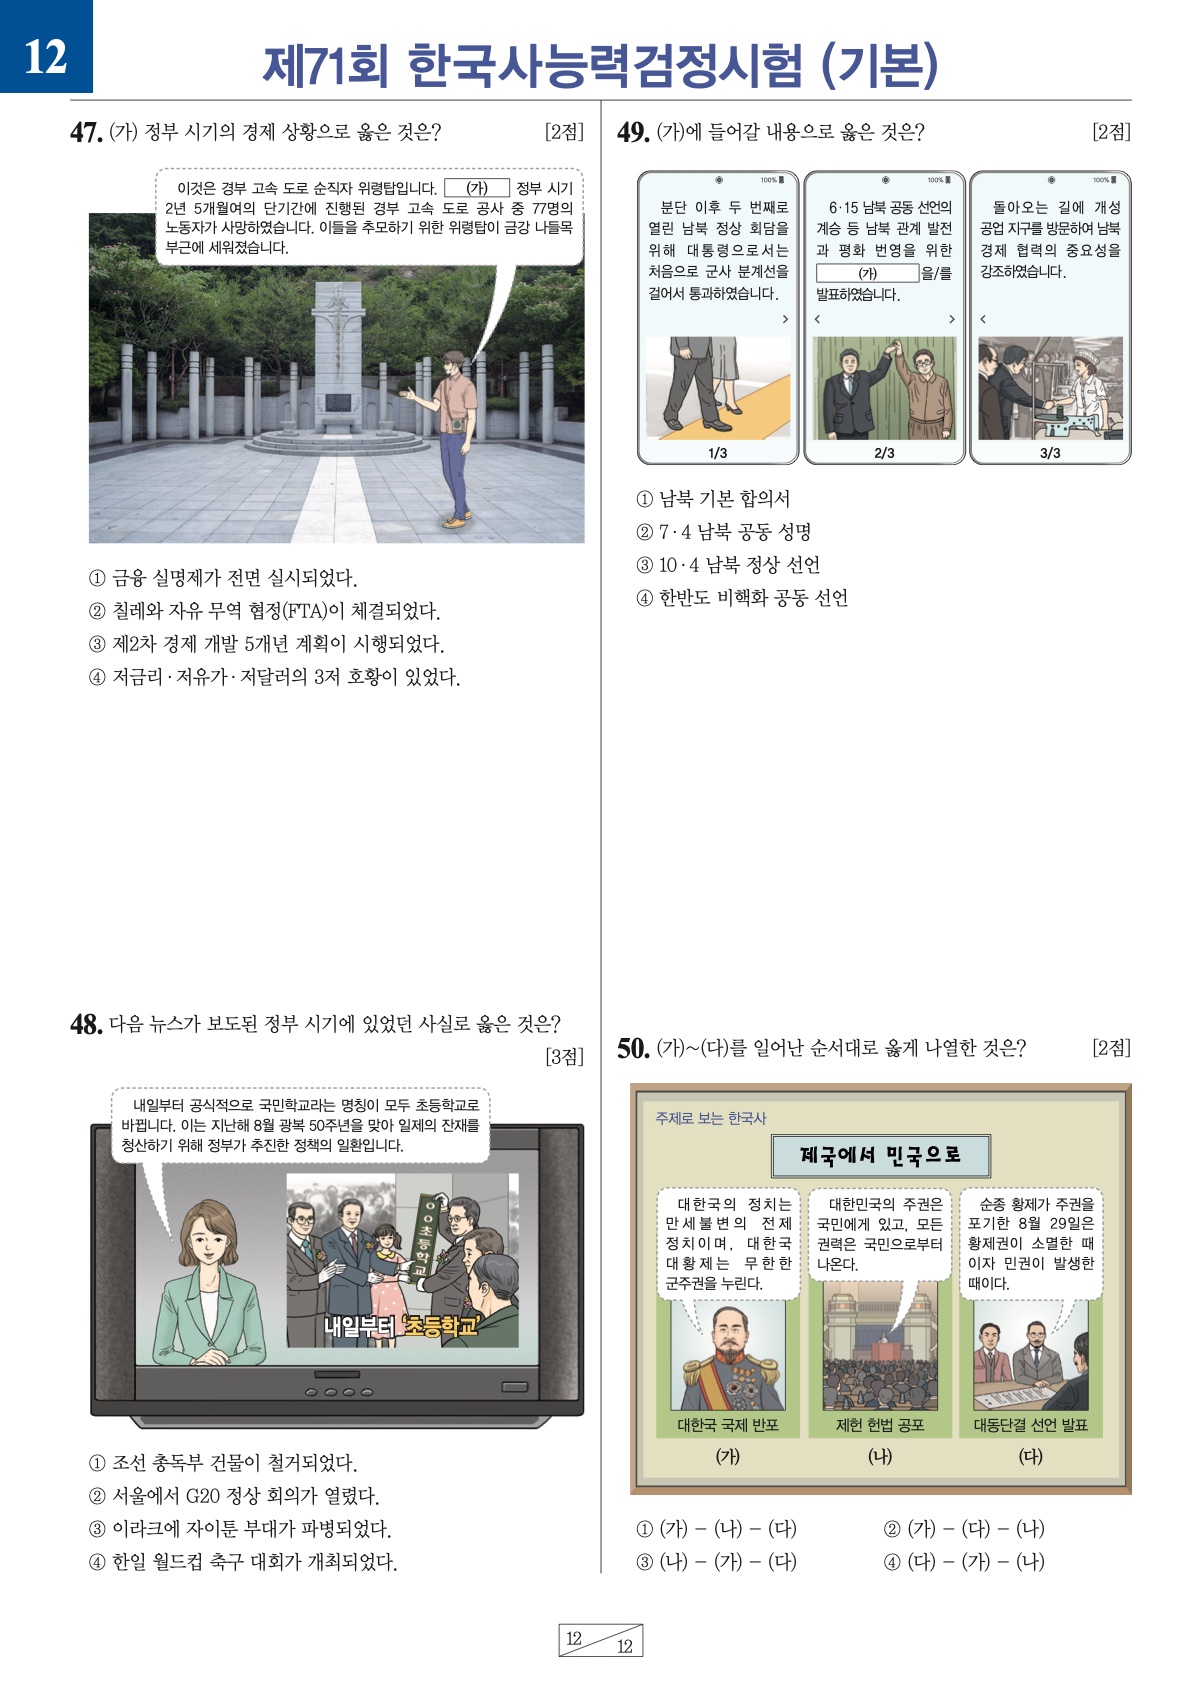 12
제71회 한국사능력검정시험 (기본)
47. (가) 정부 시기의 경제 상황으로 옳은 것은? [2점]
이것은 경부 고속 도로 순직자 위령탑입니다. (가) 정부 시기
2년 5개월여의 단기간에 진행된 경부 고속 도로 공사 중 77명의
노동자가 사망하였습니다. 이들을 추모하기 위한 위령탑이 금강 나들목
부근에 세워졌습니다.
① 금융 실명제가 전면 실시되었다.
② 칠레와 자유 무역 협정(FTA)이 체결되었다.
③ 제2차 경제 개발 5개년 계획이 시행되었다.
④ 저금리·저유가·저달러의 3저 호황이 있었다.
48. 다음 뉴스가 보도된 정부 시기에 있었던 사실로 옳은 것은?
[3점]
내일부터 공식적으로 국민학교라는 명칭이 모두 초등학교로
바뀝니다. 이는 지난해 8월 광복 50주년을 맞아 일제의 잔재를
청산하기 위해 정부가 추진한 정책의 일환입니다.
○○초등학교
내일부터 '초등학교'
① 조선 총독부 건물이 철거되었다.
② 서울에서 G20 정상 회의가 열렸다.
③ 이라크에 자이툰 부대가 파병되었다.
④ 한일 월드컵 축구 대회가 개최되었다.
49. (가)에 들어갈 내용으로 옳은 것은? [2점]
100%
분단 이후 두 번째로
열린 남북 정상 회담을
위해 대통령으로서는
처음으로 군사 분계선을
걸어서 통과하였습니다.
1/3
100%
6·15 남북 공동 선언의
계승 등 남북 관계 발전
과 평화 번영을 위한
(가) 을/를
발표하였습니다.
2/3
100%
돌아오는 길에 개성
공업 지구를 방문하여 남북
경제 협력의 중요성을
강조하였습니다.
3/3
① 남북 기본 합의서
② 7·4 남북 공동 성명
③ 10·4 남북 정상 선언
④ 한반도 비핵화 공동 선언
50. (가)~(다)를 일어난 순서대로 옳게 나열한 것은? [2점]
주제로 보는 한국사
제국에서 민국으로
대한국의 정치는
만세불변의 전제
정치이며, 대한국
대황제는 무한한
군주권을 누린다.
대한국 국제 반포
(가)
대한민국의 주권은
국민에게 있고, 모든
권력은 국민으로부터
나온다.
제헌 헌법 공포
(나)
순종 황제가 주권을
포기한 8월 29일은
황제권이 소멸한 때
이자 민권이 발생한
때이다.
대동단결 선언 발표
(다)
① (가) – (나) – (다) ② (가) – (다) – (나)
③ (나) – (가) – (다) ④ (다) – (가) – (나)
12
12